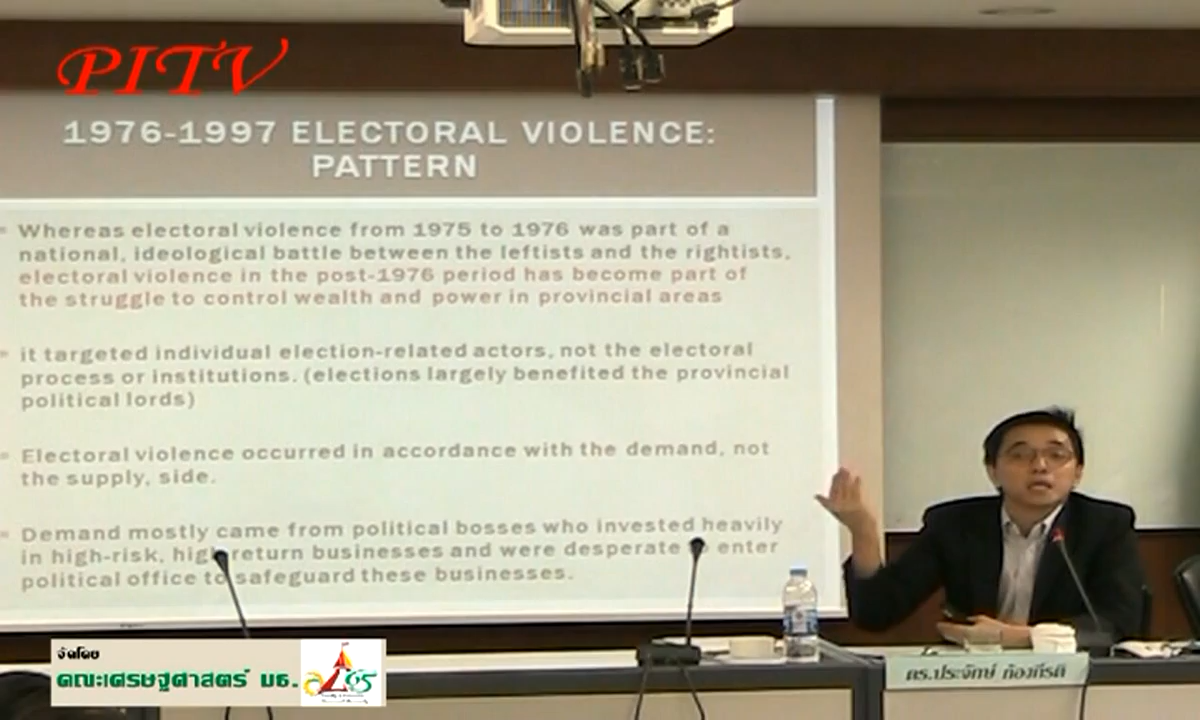 PITV
1976-1997 ELECTORAL VIOLENCE:
PATTERN
Whereas electoral violence from 1975 to 1976 was part of a
national, ideological battle between the leftists and the rightists,
electoral violence in the post-1976 period has become part of
the struggle to control wealth and power in provincial areas
it targeted individual election-related actors, not the electoral
process or institutions. (elections largely benefited the provincial
political lords)
Electoral violence occurred in accordance with the demand, not
the supply, side.
Demand mostly came from political bosses who invested heavily
in high-risk, high return businesses and were desperate to enter
political office to safeguard these businesses.
จัดโดย
คณะเศรษฐศาสตร์ มธ.
ดร.ประจักษ์ ก้องกีรติ